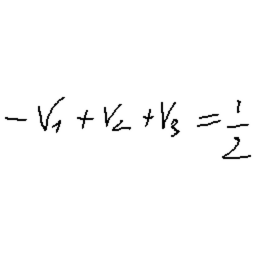 -V₁ + V₂ + V₃ = 1/2